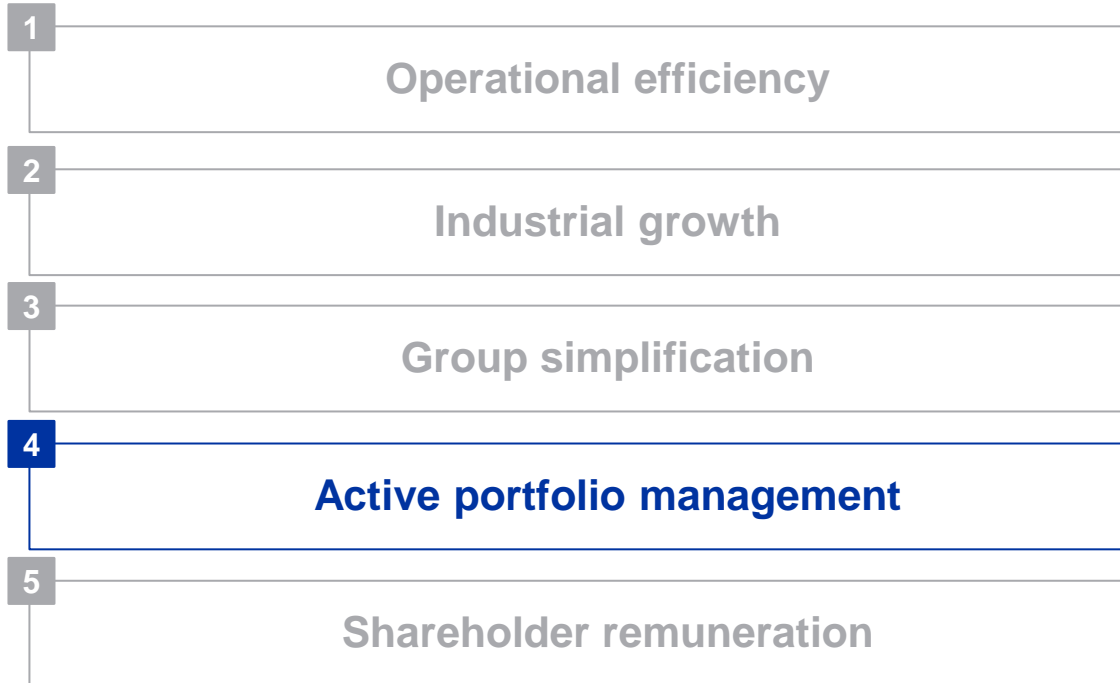 1
Operational efficiency
2
Industrial growth
3
Group simplification
4
Active portfolio management
5
Shareholder remuneration